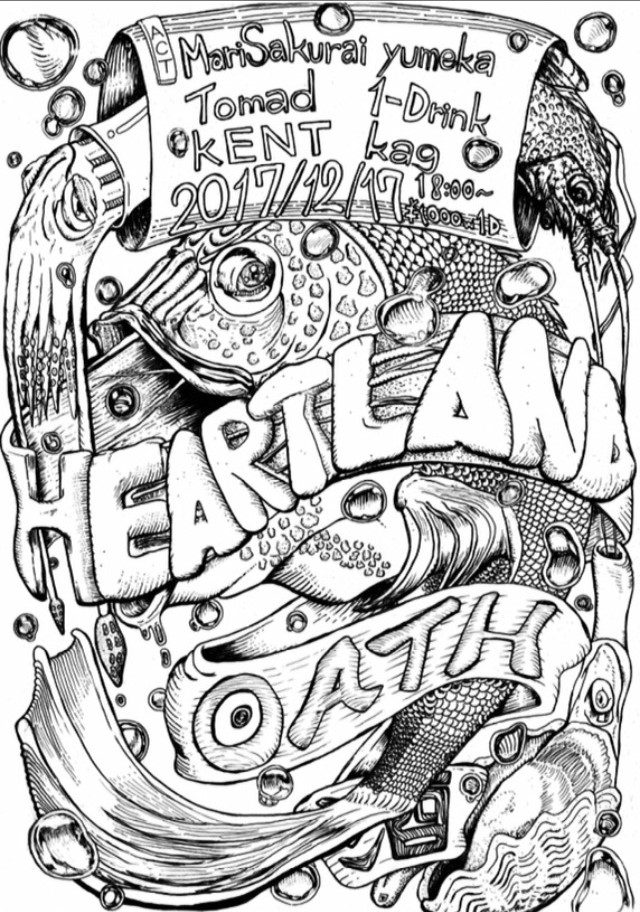 ACT
MariSakurai yumeka
Tomad 1-Drink
KENT kag
2017/12/17 18:00~
¥1000+1D
HEARTLAND
OATH